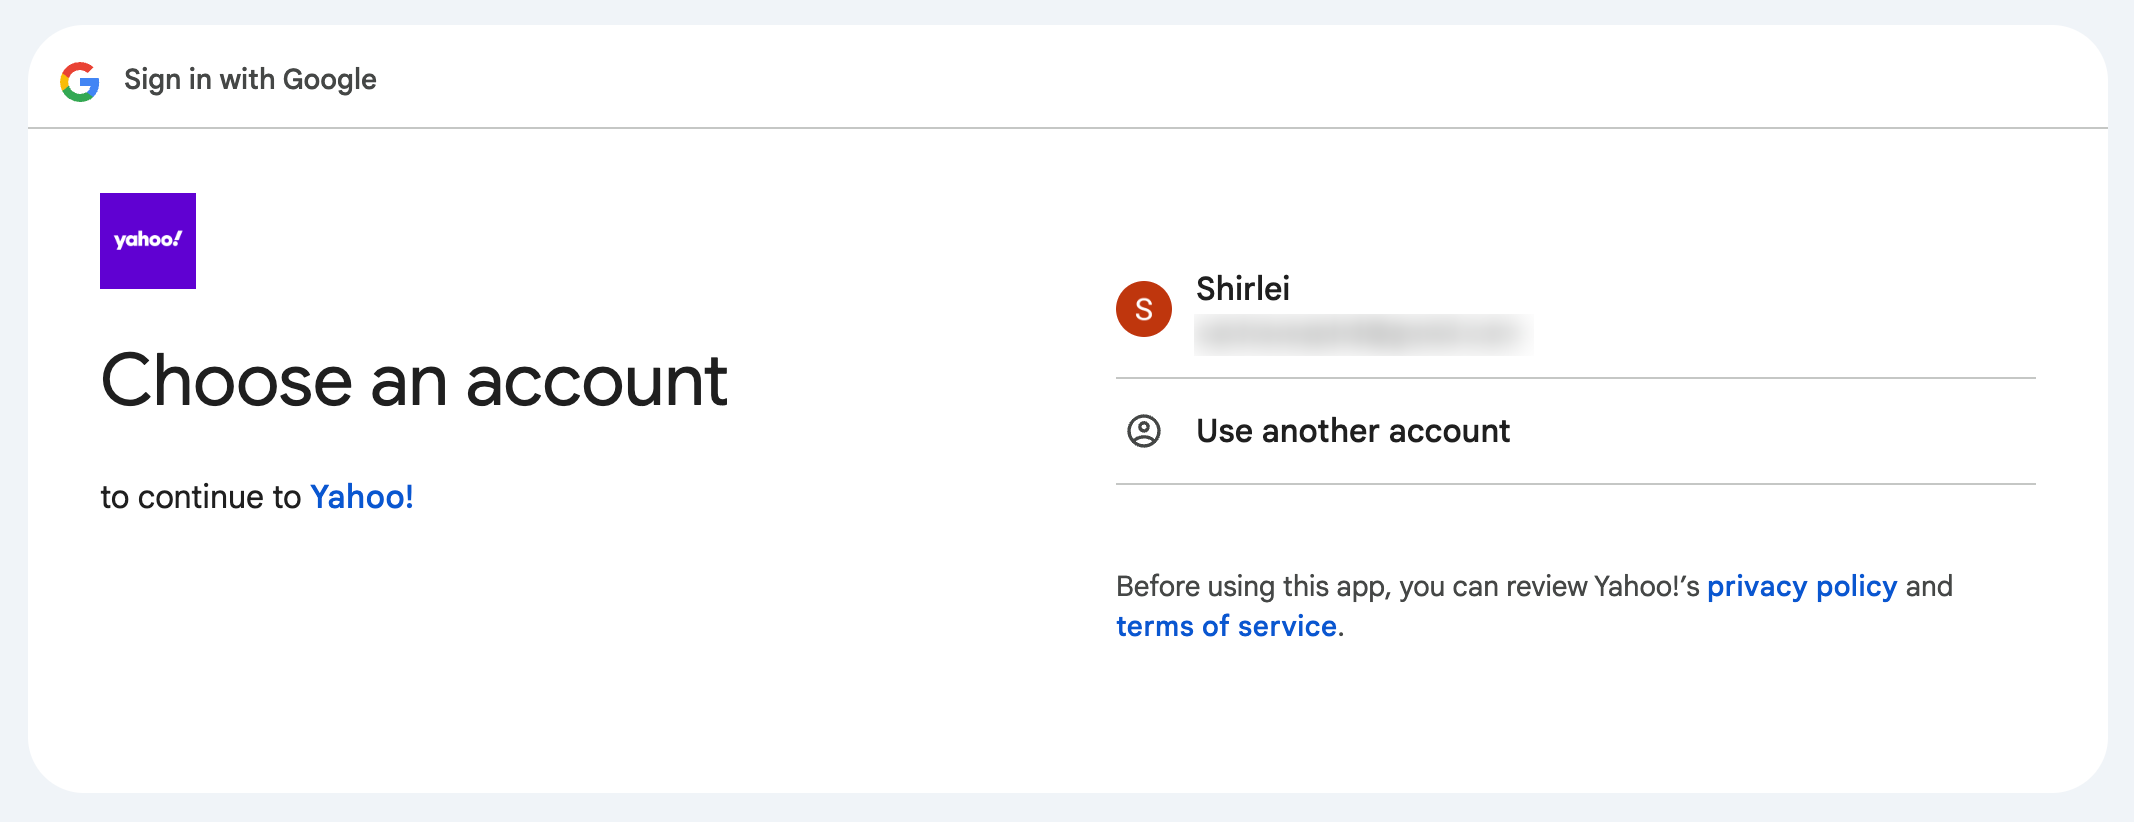 Sign in with Google
yahoo!
Choose an account
to continue to Yahoo!
S
Shirlei
Use another account
Before using this app, you can review Yahoo!’s privacy policy and
terms of service.